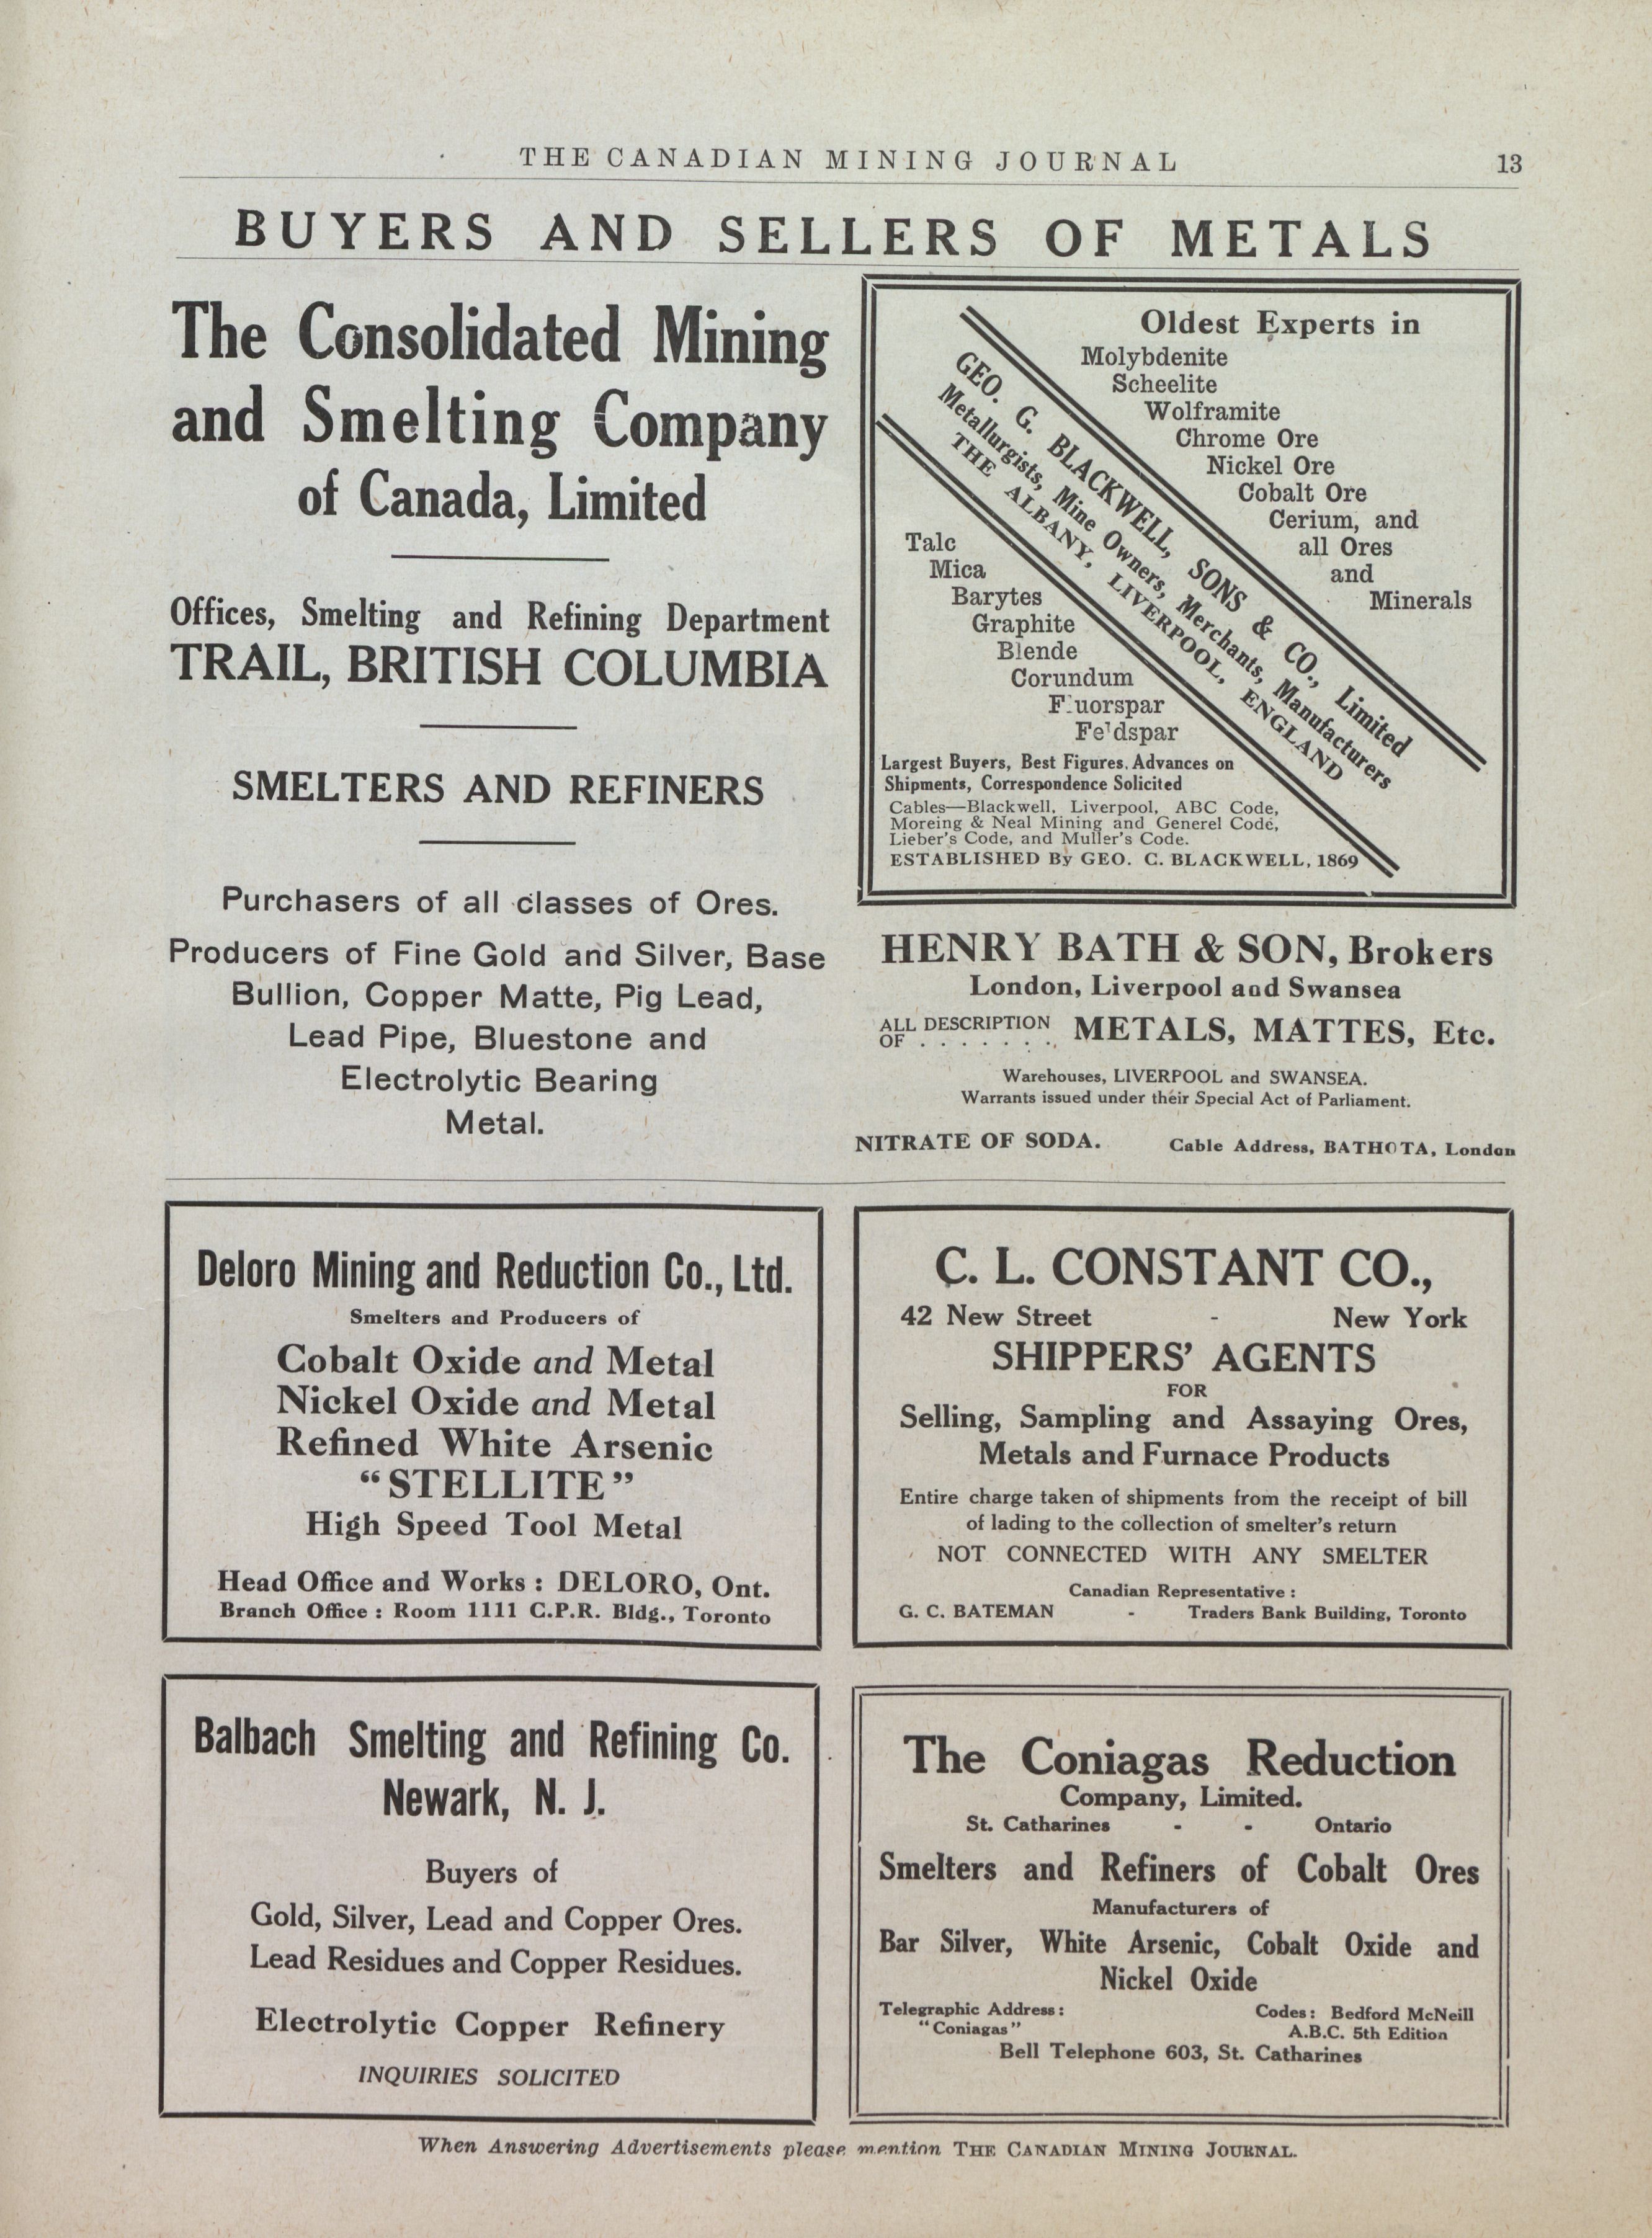 THE CANADIAN MINING JOURNAL 13
BUYERS AND SELLERS OF METALS
The Consolidated Mining
and Smelting Company
of Canada, Limited
Offices, Smelting and Refining Department
TRAIL, BRITISH COLUMBIA
SMELTERS AND REFINERS
Purchasers of all classes of Ores.
Producers of Fine Gold and Silver, Base
Bullion, Copper Matte, Pig Lead,
Lead Pipe, Bluestone and
Electrolytic Bearing
Metal.
Oldest Experts in
Molybdenite
Scheelite
Wolframite
Chrome Ore
Nickel Ore
Cobalt Ore
Cerium, and
all Ores
and
Minerals
GEO. G. BLACKWELL, SONS & CO., Limited
Metallurgists, Mine Owners, Merchants, Manufacturers
THE ALBANY, LIVERPOOL, ENGLAND
Talc
Mica
Barytes
Graphite
Blende
Corundum
Fluorspar
Feldspar
Largest Buyers, Best Figures, Advances on
Shipments, Correspondence Solicited
Cables—Blackwell, Liverpool, ABC Code,
Moreing & Neal Mining and Generel Code,
Lieber's Code, and Muller's Code.
ESTABLISHED By GEO. C. BLACKWELL, 1869
HENRY BATH & SON, Brokers
London, Liverpool and Swansea
ALL DESCRIPTION
OF . . . . . . . METALS, MATTES, Etc.
Warehouses, LIVERPOOL and SWANSEA.
Warrants issued under their Special Act of Parliament.
NITRATE OF SODA. Cable Address, BATHOTA, London
Deloro Mining and Reduction Co., Ltd.
Smelters and Producers of
Cobalt Oxide and Metal
Nickel Oxide and Metal
Refined White Arsenic
"STELLITE"
High Speed Tool Metal
Head Office and Works : DELORO, Ont.
Branch Office : Room 1111 C.P.R. Bldg., Toronto
C. L. CONSTANT CO.,
42 New Street - New York
SHIPPERS' AGENTS
FOR
Selling, Sampling and Assaying Ores,
Metals and Furnace Products
Entire charge taken of shipments from the receipt of bill
of lading to the collection of smelter's return
NOT CONNECTED WITH ANY SMELTER
Canadian Representative :
G. C. BATEMAN - Traders Bank Building, Toronto
Balbach Smelting and Refining Co.
Newark, N. J.
Buyers of
Gold, Silver, Lead and Copper Ores.
Lead Residues and Copper Residues.
Electrolytic Copper Refinery
INQUIRIES SOLICITED
The Coniagas Reduction
Company, Limited.
St. Catharines - - Ontario
Smelters and Refiners of Cobalt Ores
Manufacturers of
Bar Silver, White Arsenic, Cobalt Oxide and
Nickel Oxide
Telegraphic Address : Codes : Bedford McNeill
"Coniagas" A.B.C. 5th Edition
Bell Telephone 603, St. Catharines
When Answering Advertisements please mention THE CANADIAN MINING JOURNAL.